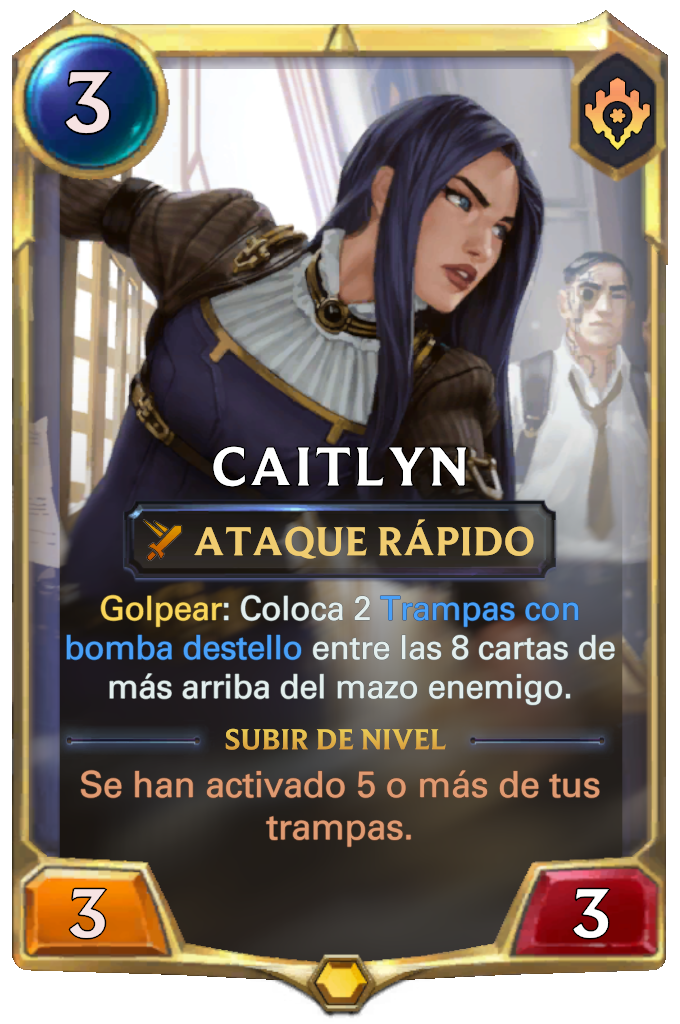 3
CAITLYN
ATAQUE RÁPIDO
Golpear: Coloca 2 Trampas con
bomba destello entre las 8 cartas de
más arriba del mazo enemigo.
SUBIR DE NIVEL
Se han activado 5 o más de tus
trampas.
3
3